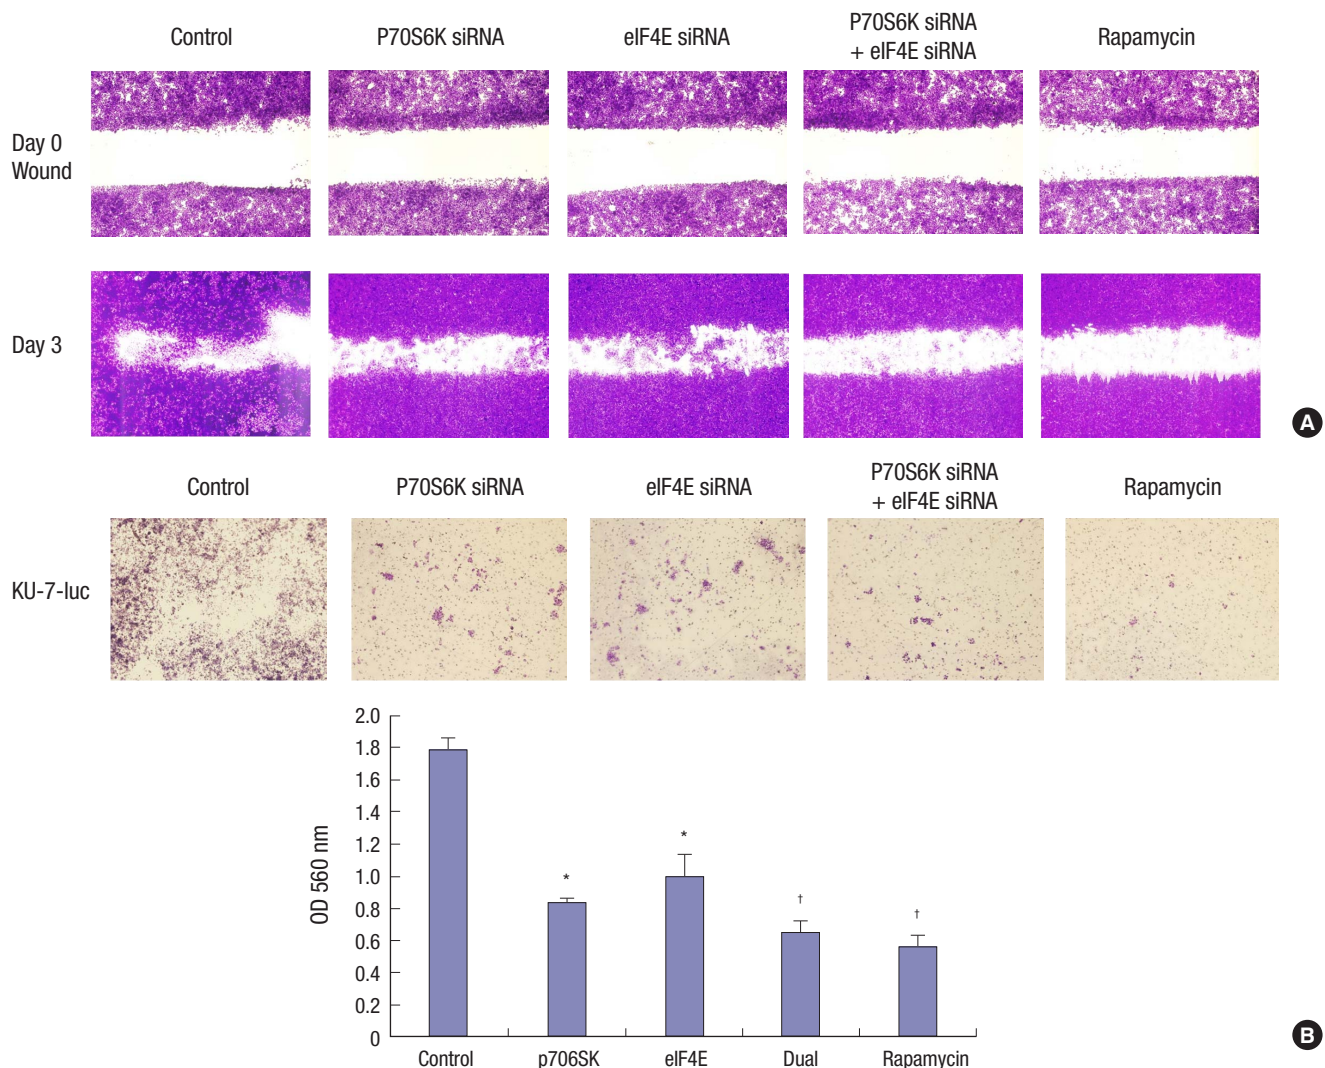 Control
P70S6K siRNA
eIF4E siRNA
P70S6K siRNA
+ eIF4E siRNA
Rapamycin
Day 0
Wound
Day 3
A
Control
P70S6K siRNA
eIF4E siRNA
P70S6K siRNA
+ eIF4E siRNA
Rapamycin
KU-7-luc
OD 560 nm
2.0
1.8
1.6
1.4
1.2
1.0
0.8
0.6
0.4
0.2
0
*
*
†
†
Control
p706SK
eIF4E
Dual
Rapamycin
B